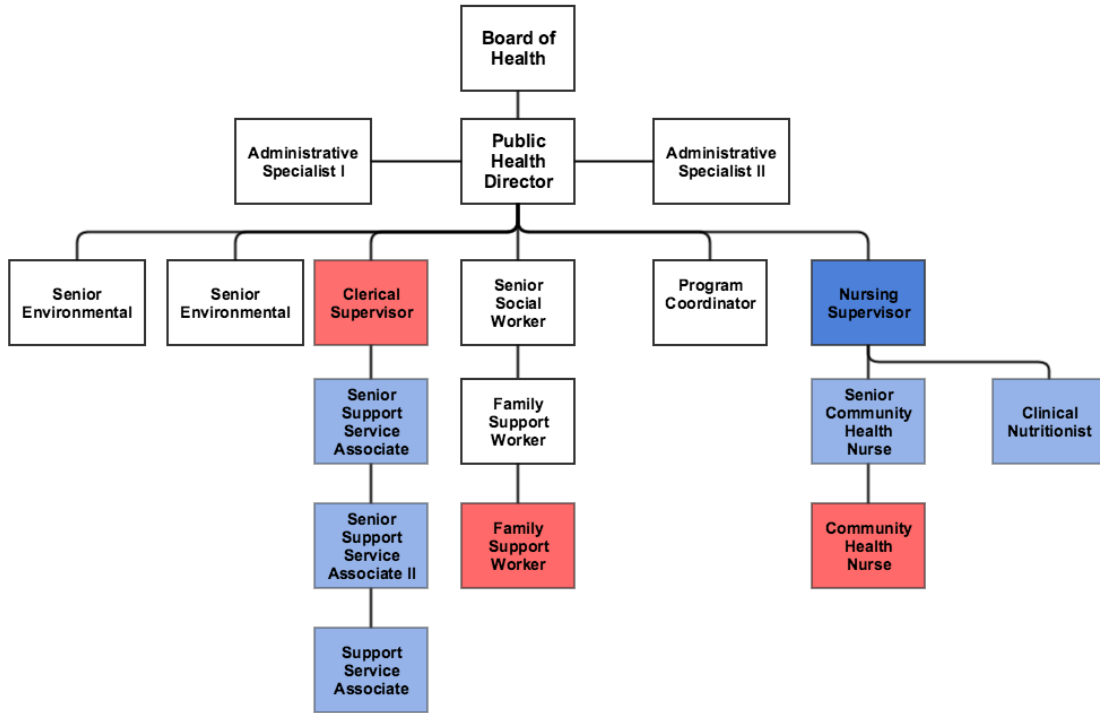 Board of
Health
Administrative
Specialist I
Public
Health
Director
Administrative
Specialist II
Senior
Environmental
Senior
Environmental
Clerical
Supervisor
Senior
Social
Worker
Program
Coordinator
Nursing
Supervisor
Senior
Support
Service
Associate
Family
Support
Worker
Senior
Community
Health
Nurse
Clinical
Nutritionist
Senior
Support
Service
Associate II
Family
Support
Worker
Community
Health
Nurse
Support
Service
Associate